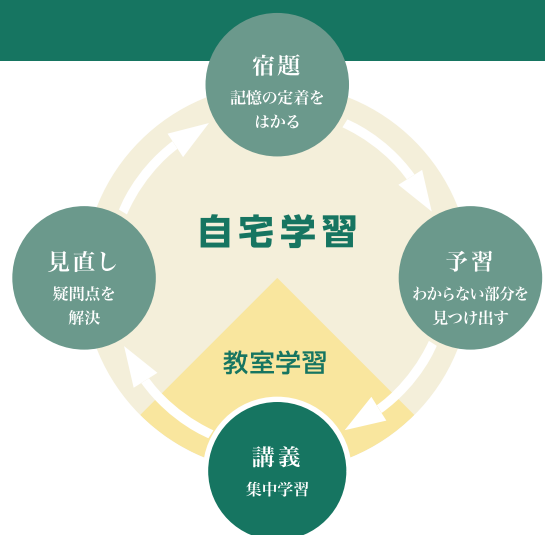 宿題
記憶の定着を
はかる
自宅学習
見直し
疑問点を
解決
予習
わからない部分を
見つけ出す
教室学習
講義
集中学習